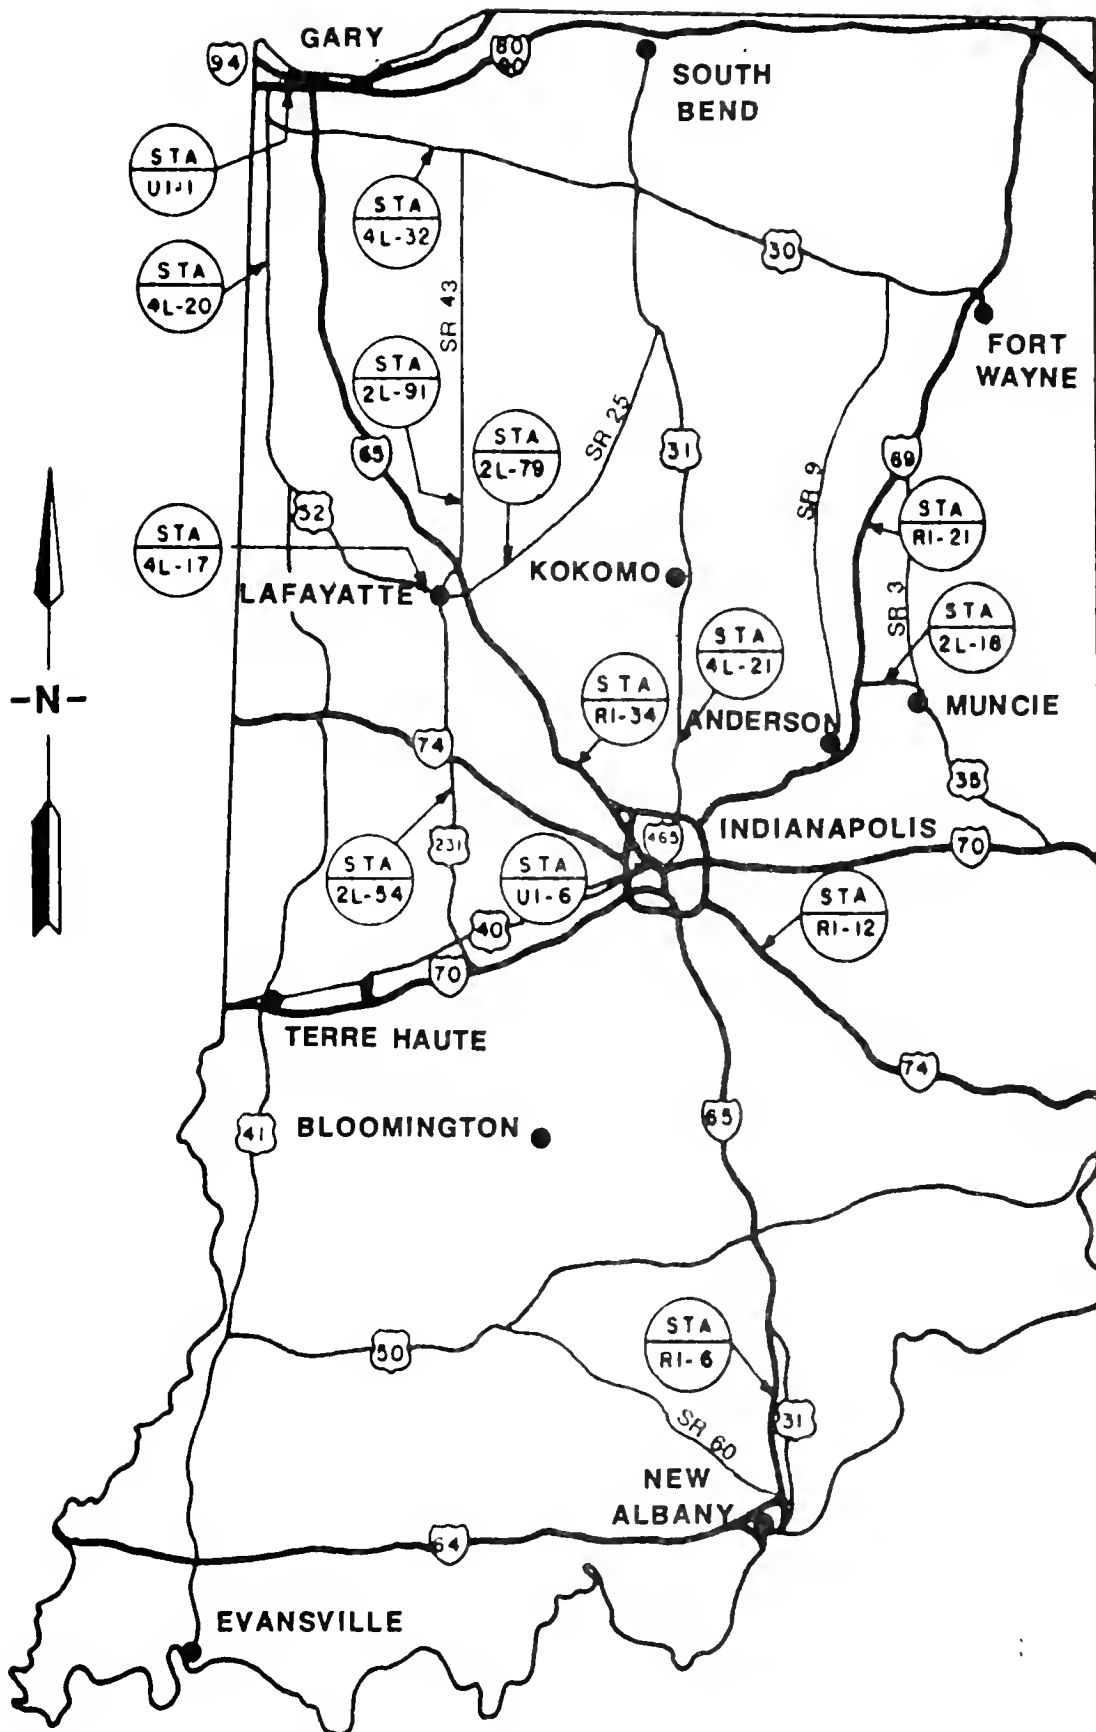 GARY
94
80
90
SOUTH
BEND
STA
U1-1
STA
4L-32
30
STA
4L-20
SR 43
FORT
WAYNE
STA
2L-91
SR 25
STA
2L-79
65
31
SR 9
69
52
STA
R1-21
STA
4L-17
LAFAYATTE
KOKOMO
SR 3
STA
4L-21
STA
2L-18
-N-
STA
R1-34
ANDERSON
MUNCIE
74
35
INDIANAPOLIS
465
70
231
STA
2L-54
STA
U1-6
STA
R1-12
40
70
TERRE HAUTE
74
65
41
BLOOMINGTON
STA
R1-6
50
SR 60
31
NEW
ALBANY
64
EVANSVILLE